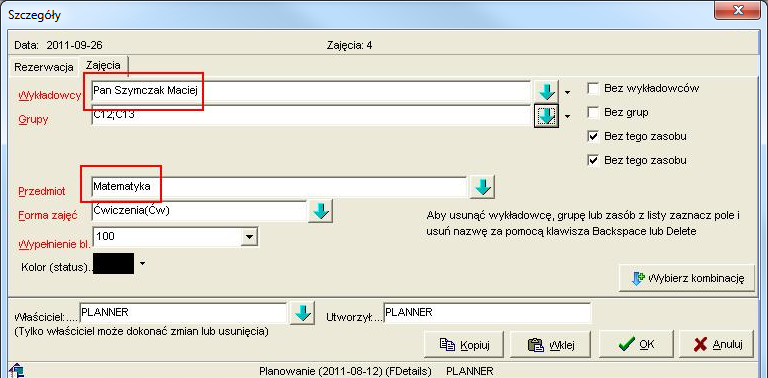 Szczegóły
Data: 2011-09-26 Zajęcia: 4
Rezerwacja Zajęcia
Wykładowcy Pan Szymczak Maciej Bez wykładowców
Grupy C12;C13 Bez grup
Bez tego zasobu
Bez tego zasobu
Przedmiot Matematyka
Forma zajęć Ćwiczenia(Ćw)
Aby usunąć wykładowcę, grupę lub zasób z listy zaznacz pole i
usuń nazwę za pomocą klawisza Backspace lub Delete
Wypełnienie bl. 100
Kolor (status)..
Wybierz kombinację
Właściciel:.... PLANNER Utworzył:... PLANNER
(Tylko właściciel może dokonać zmian lub usunięcia)
Kopiuj Wklej OK Anuluj
Planowanie (2011-08-12) (FDetails) PLANNER